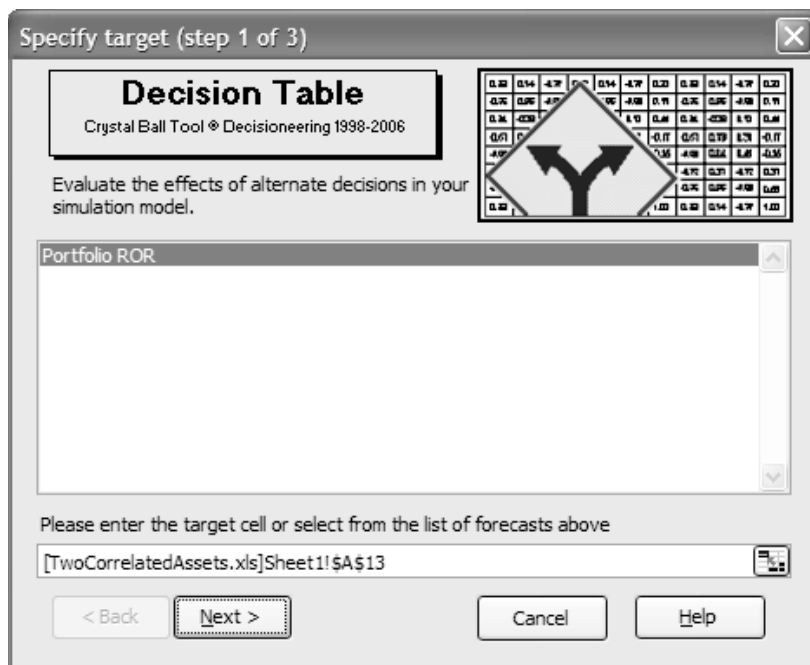 Specify target (step 1 of 3)
Decision Table
Crystal Ball Tool ® Decisioneering 1998-2006
Evaluate the effects of alternate decisions in your
simulation model.
Portfolio ROR
Please enter the target cell or select from the list of forecasts above
[TwoCorrelatedAssets.xls]Sheet1!$A$13
< Back
Next >
Cancel
Help